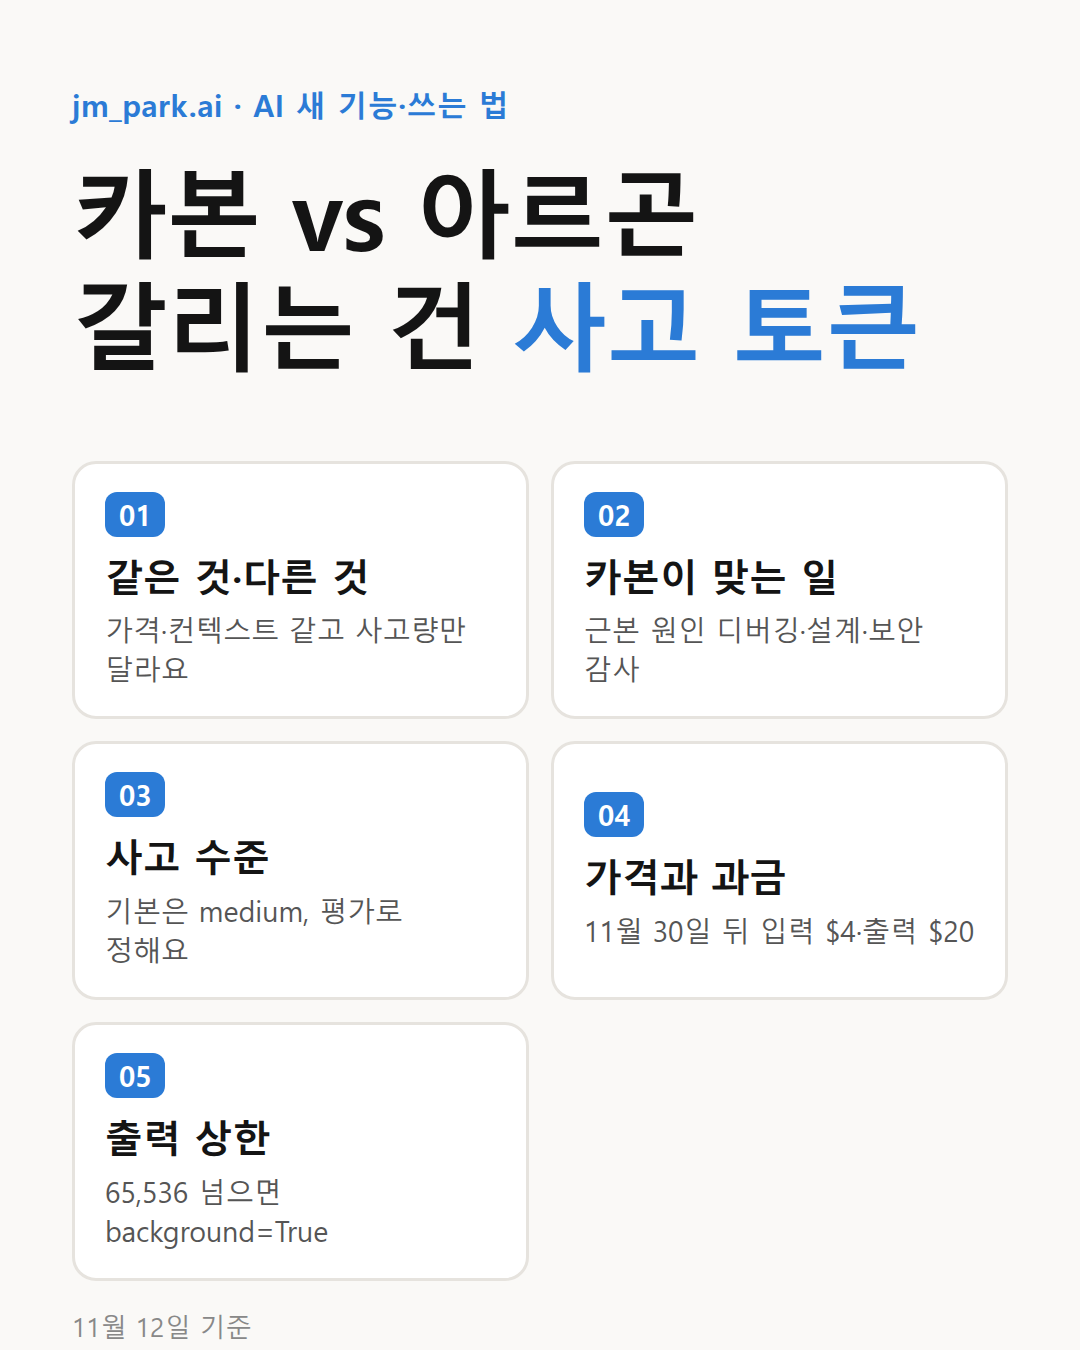 jm_park.ai · AI 새 기능·쓰는 법
카본 vs 아르곤
갈리는 건 사고 토큰
01
같은 것·다른 것
가격·컨텍스트 같고 사고량만
달라요
02
카본이 맞는 일
근본 원인 디버깅·설계·보안
감사
03
사고 수준
기본은 medium, 평가로
정해요
04
가격과 과금
11월 30일 뒤 입력 $4·출력 $20
05
출력 상한
65,536 넘으면
background=True
11월 12일 기준